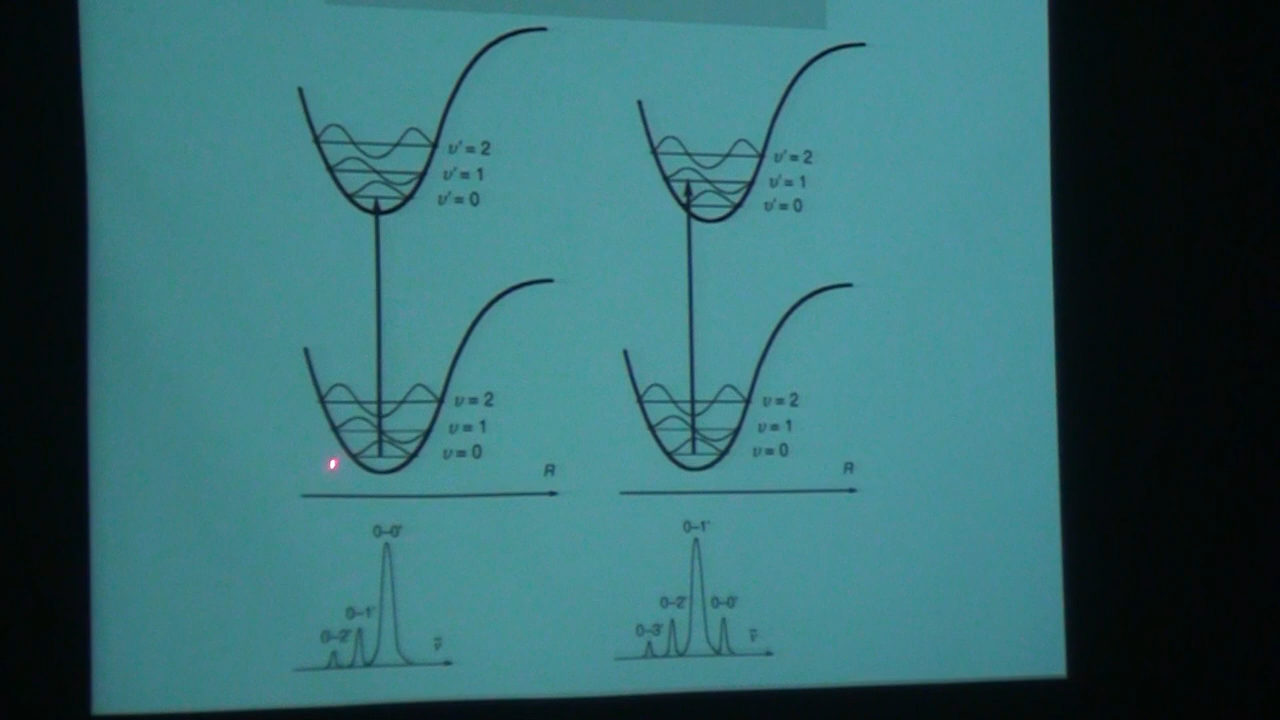 υ'= 2
υ'= 1
υ'= 0
υ'= 2
υ'= 1
υ'= 0
υ= 2
υ= 1
υ= 0
R
υ= 2
υ= 1
υ= 0
R
0–0'
0–1'
0–2'
ṽ
0–1'
0–2'
0–0'
0–3'
ṽ